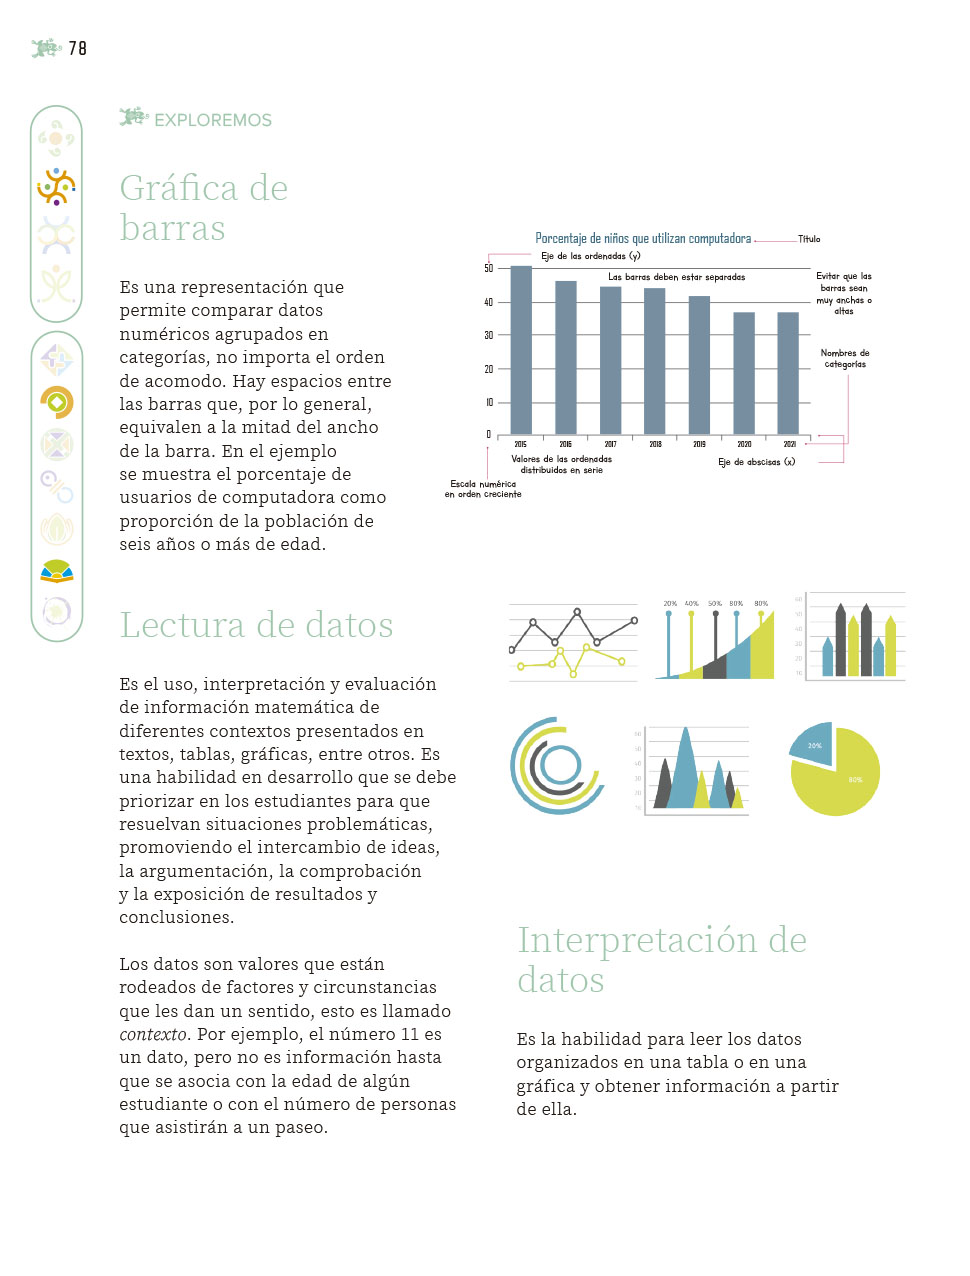 78
EXPLOREMOS
Gráfica de
barras
Es una representación que
permite comparar datos
numéricos agrupados en
categorías, no importa el orden
de acomodo. Hay espacios entre
las barras que, por lo general,
equivalen a la mitad del ancho
de la barra. En el ejemplo
se muestra el porcentaje de
usuarios de computadora como
proporción de la población de
seis años o más de edad.
Porcentaje de niños que utilizan computadora
Título
Eje de las ordenadas (y)
Las barras deben estar separadas
Evitar que las
barras sean
muy anchas o
altas
Nombres de
categorías
50
40
30
20
10
0
2015 2016 2017 2018 2019 2020 2021
Valores de las ordenadas
distribuidos en serie
Eje de abscisas (x)
Escala numérica
en orden creciente
Lectura de datos
Es el uso, interpretación y evaluación
de información matemática de
diferentes contextos presentados en
textos, tablas, gráficas, entre otros. Es
una habilidad en desarrollo que se debe
priorizar en los estudiantes para que
resuelvan situaciones problemáticas,
promoviendo el intercambio de ideas,
la argumentación, la comprobación
y la exposición de resultados y
conclusiones.
Los datos son valores que están
rodeados de factores y circunstancias
que les dan un sentido, esto es llamado
contexto. Por ejemplo, el número 11 es
un dato, pero no es información hasta
que se asocia con la edad de algún
estudiante o con el número de personas
que asistirán a un paseo.
20% 40% 50% 80% 80%
20%
80%
Interpretación de
datos
Es la habilidad para leer los datos
organizados en una tabla o en una
gráfica y obtener información a partir
de ella.